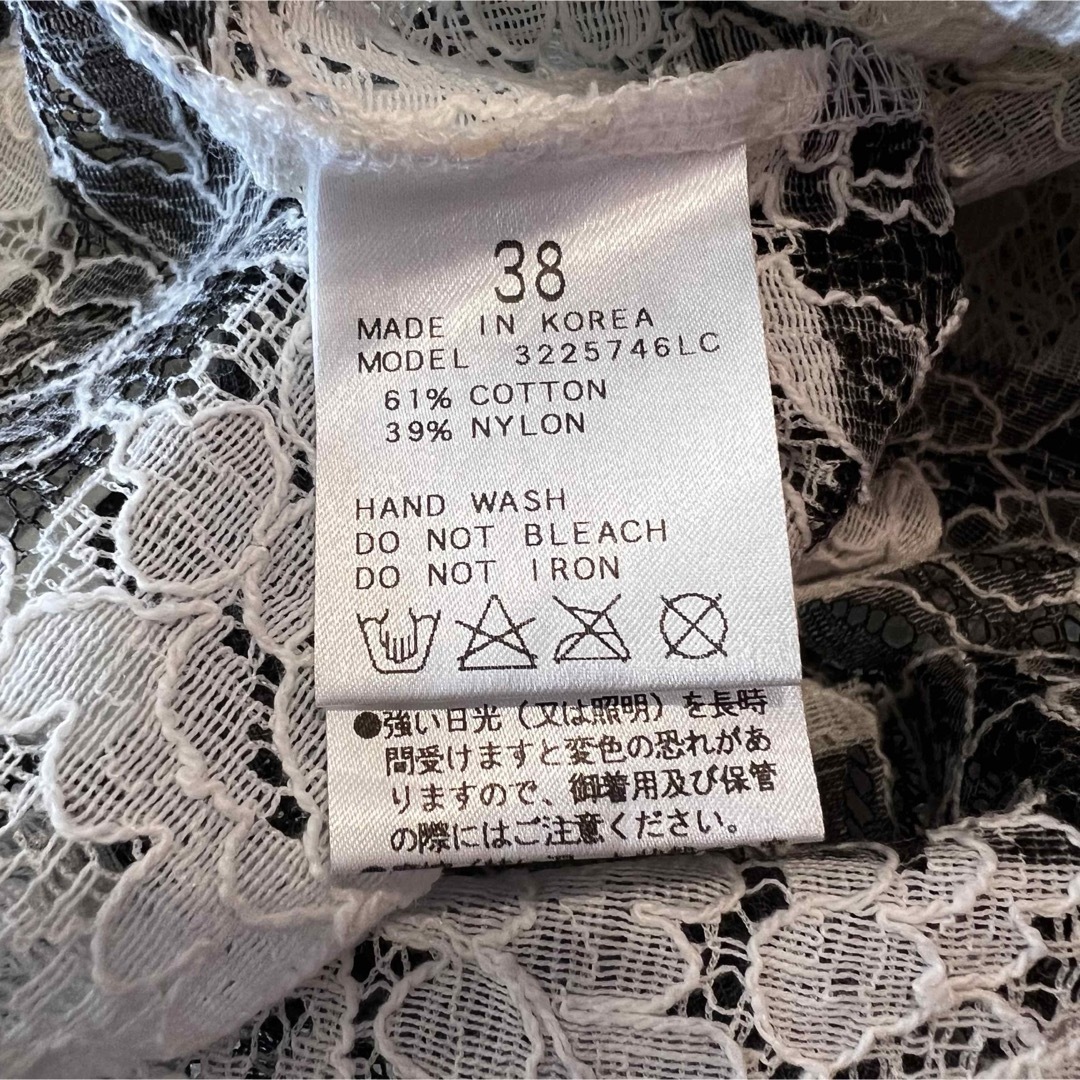 38
MADE IN KOREA
MODEL 3225746LC
61% COTTON
39% NYLON
HAND WASH
DO NOT BLEACH
DO NOT IRON
●強い日光(又は照明)を長時
間受けますと変色の恐れがあ
りますので、御着用及び保管
の際にはご注意ください。